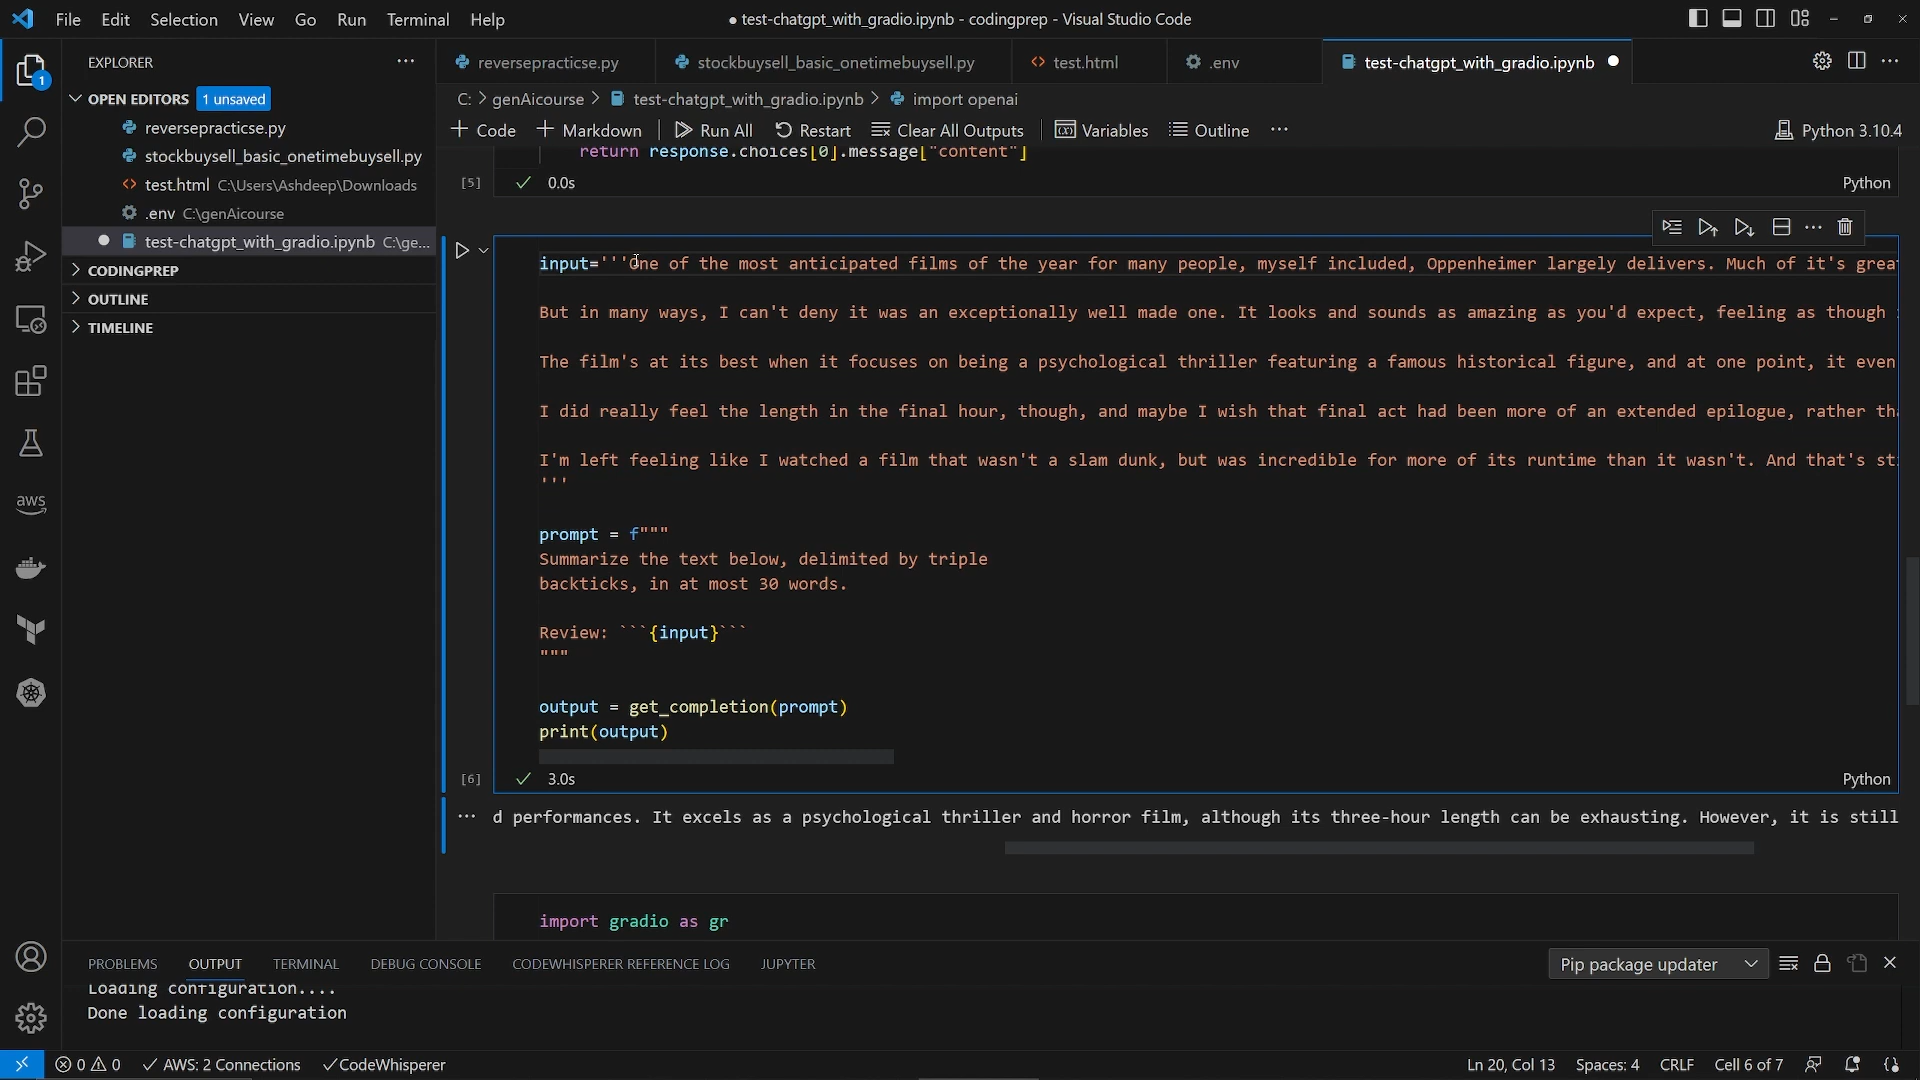 File Edit Selection View Go Run Terminal Help
● test-chatgpt_with_gradio.ipynb - codingprep - Visual Studio Code
EXPLORER
OPEN EDITORS 1 unsaved
reversepracticse.py
stockbuysell_basic_onetimebuysell.py
test.html C:\Users\Ashdeep\Downloads
.env C:\genAicourse
test-chatgpt_with_gradio.ipynb C:\ge...
CODINGPREP
OUTLINE
TIMELINE
1
aws
reversepracticse.py
stockbuysell_basic_onetimebuysell.py
test.html
.env
test-chatgpt_with_gradio.ipynb
C: > genAicourse > test-chatgpt_with_gradio.ipynb > import openai
+ Code + Markdown | Run All Restart Clear All Outputs | Variables Outline ...
Python 3.10.4
return response.choices[0].message["content"]
[5] ✓ 0.0s Python
input='''One of the most anticipated films of the year for many people, myself included, Oppenheimer largely delivers. Much of it's grea
But in many ways, I can't deny it was an exceptionally well made one. It looks and sounds as amazing as you'd expect, feeling as though
The film's at its best when it focuses on being a psychological thriller featuring a famous historical figure, and at one point, it even
I did really feel the length in the final hour, though, and maybe I wish that final act had been more of an extended epilogue, rather tha
I'm left feeling like I watched a film that wasn't a slam dunk, but was incredible for more of its runtime than it wasn't. And that's st
'''
prompt = f"""
Summarize the text below, delimited by triple
backticks, in at most 30 words.
Review: ```{input}```
"""
output = get_completion(prompt)
print(output)
[6] ✓ 3.0s Python
... d performances. It excels as a psychological thriller and horror film, although its three-hour length can be exhausting. However, it is still
import gradio as gr
PROBLEMS OUTPUT TERMINAL DEBUG CONSOLE CODEWHISPERER REFERENCE LOG JUPYTER
Pip package updater
Loading configuration....
Done loading configuration
0 0 AWS: 2 Connections CodeWhisperer
Ln 20, Col 13 Spaces: 4 CRLF Cell 6 of 7